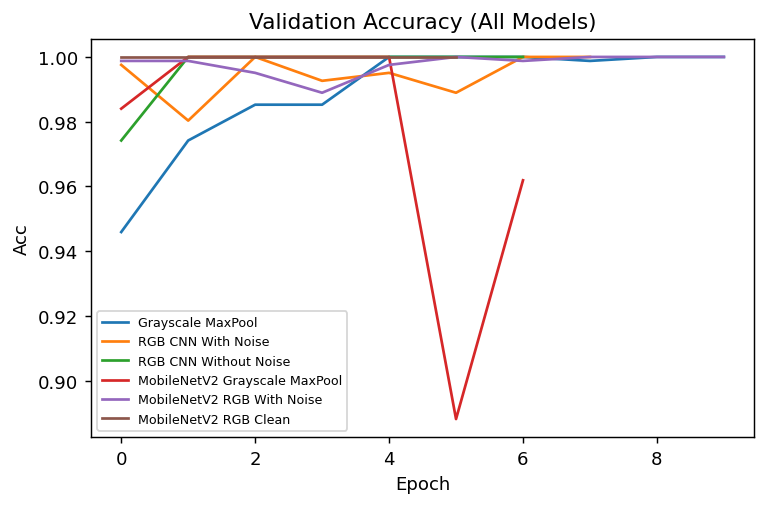 Validation Accuracy (All Models)
1.00
0.98
0.96
0.94
0.92
0.90
Acc
Grayscale MaxPool
RGB CNN With Noise
RGB CNN Without Noise
MobileNetV2 Grayscale MaxPool
MobileNetV2 RGB With Noise
MobileNetV2 RGB Clean
0 2 4 6 8
Epoch